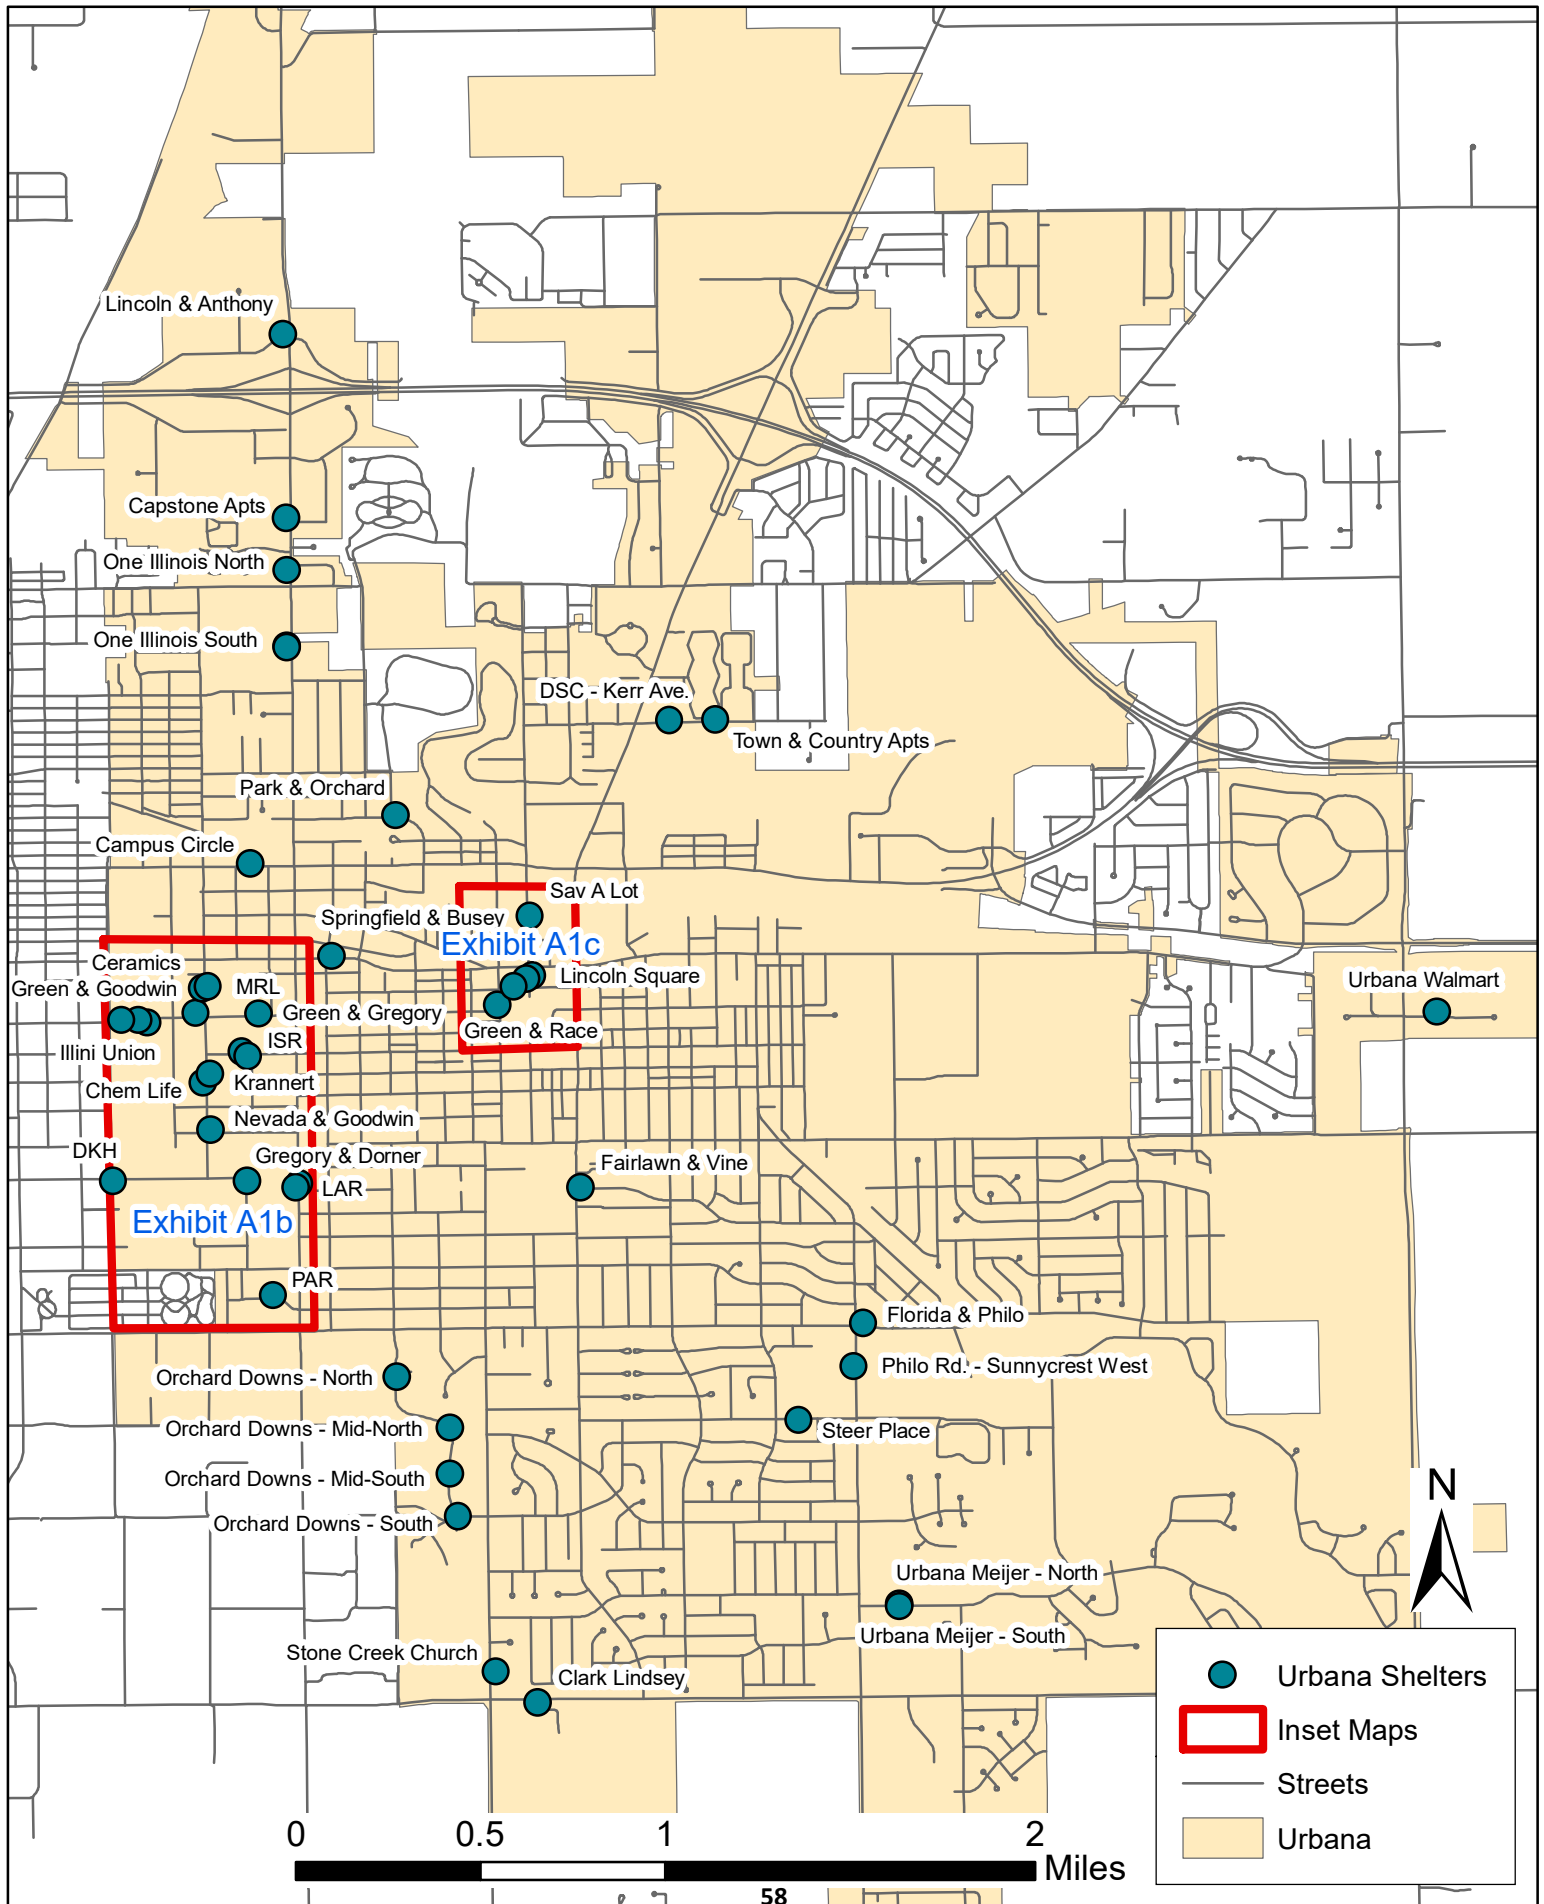 Lincoln & Anthony
Capstone Apts
One Illinois North
One Illinois South
DSC - Kerr Ave.
Town & Country Apts
Park & Orchard
Campus Circle
Sav A Lot
Springfield & Busey
Exhibit A1c
Ceramics
Lincoln Square
Urbana Walmart
Green & Goodwin
MRL
Green & Gregory
Green & Race
ISR
Illini Union
Krannert
Chem Life
Nevada & Goodwin
DKH
Gregory & Dorner
Fairlawn & Vine
LAR
Exhibit A1b
PAR
Florida & Philo
Philo Rd. - Sunnycrest West
Orchard Downs - North
Orchard Downs - Mid-North
Steer Place
Orchard Downs - Mid-South
N
Orchard Downs - South
Urbana Meijer - North
Urbana Meijer - South
Stone Creek Church
Clark Lindsey
Urbana Shelters
Inset Maps
Streets
Urbana
0 0.5 1 2
Miles
58